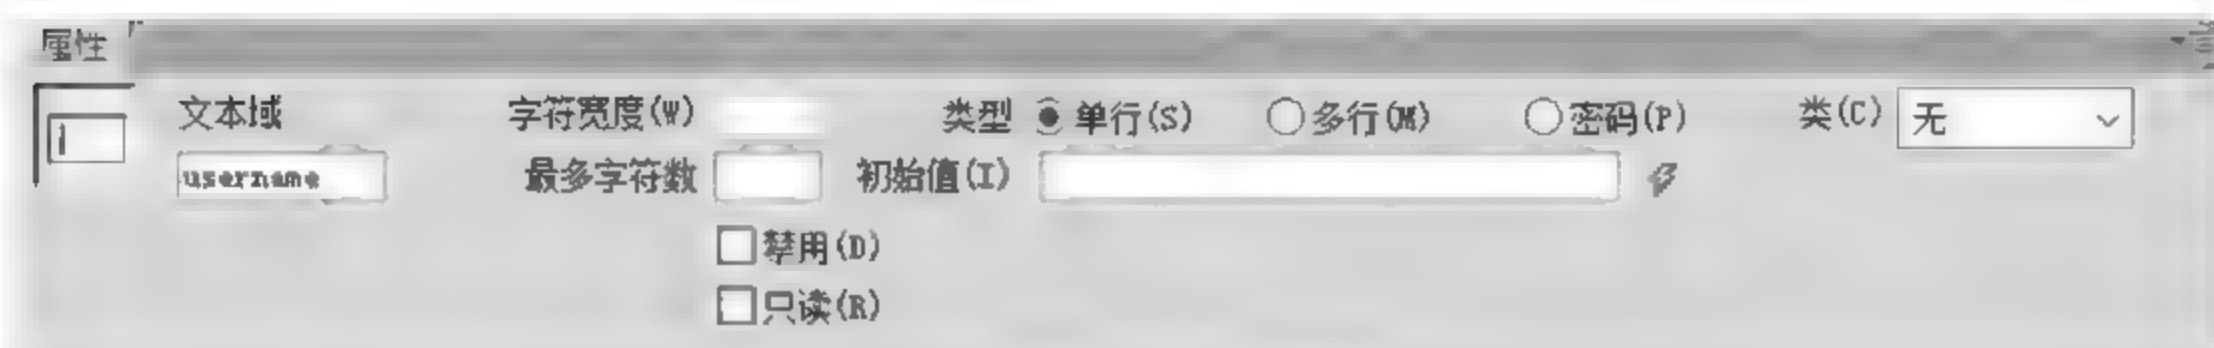 属性
文本域 字符宽度(W) 类型 单行(S) 多行(M) 密码(P) 类(C) 无
username 最多字符数 初始值(I)
禁用(D)
只读(R)